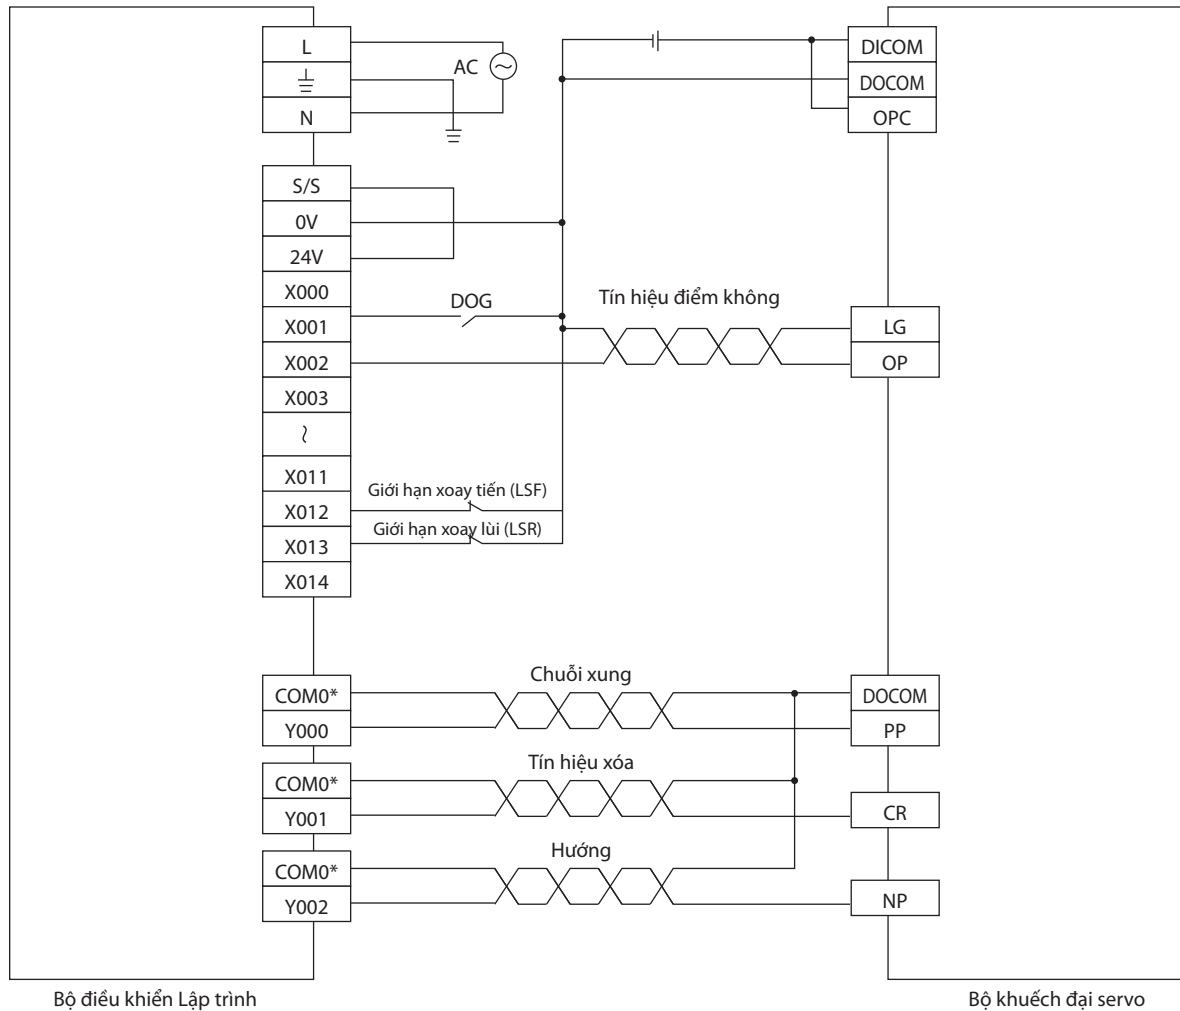 L
N
AC
DICOM
DOCOM
OPC
S/S
0V
24V
X000
X001
X002
X003
X011
X012
X013
X014
DOG
Tín hiệu điểm không
LG
OP
Giới hạn xoay tiến (LSF)
Giới hạn xoay lùi (LSR)
COM0*
Y000
Chuỗi xung
DOCOM
PP
COM0*
Y001
Tín hiệu xóa
CR
COM0*
Y002
Hướng
NP
Bộ điều khiển Lập trình
Bộ khuếch đại servo